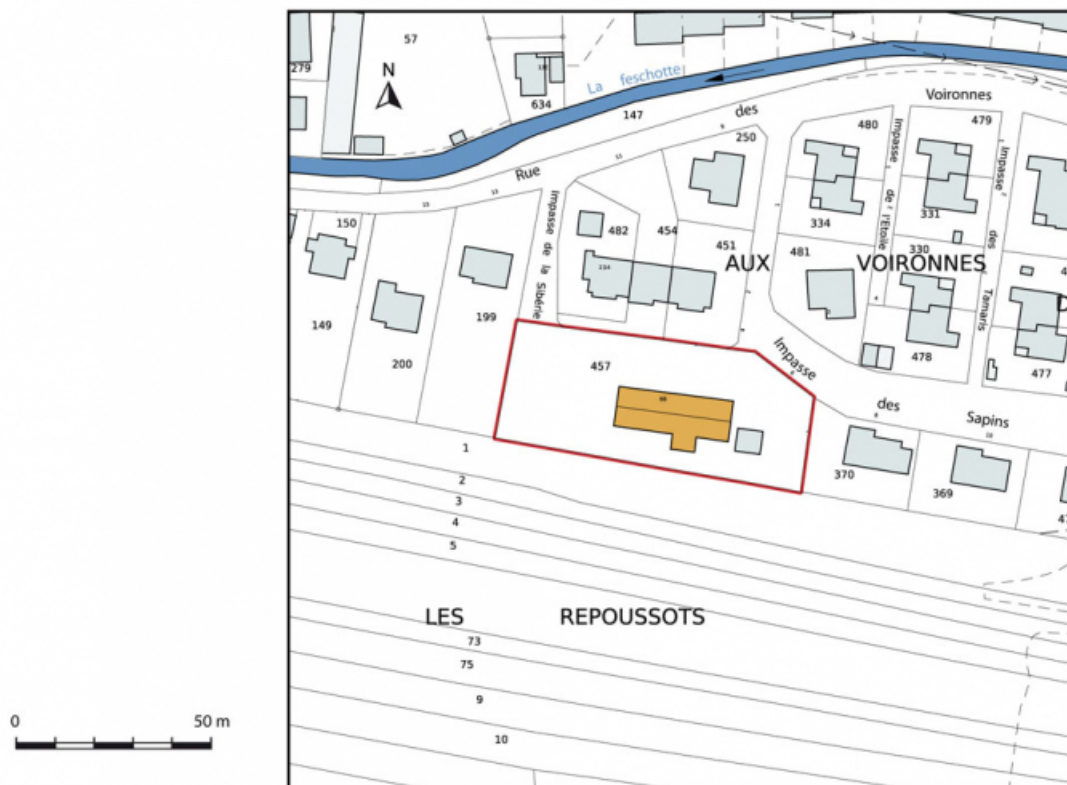 57
279
N
La feschotte
634
147
des
Voironnes
Rue
250
480
479
Impasse de l'Etoile
Impasse des Tamaris
150
Impasse de la Sibérie
482
454
451
334
331
330
481
AUX VOIRONNES
149
200
199
457
Impasse
des
Sapins
478
477
370
369
1
2
3
4
5
LES REPOUSSOTS
73
75
9
10
0 50 m